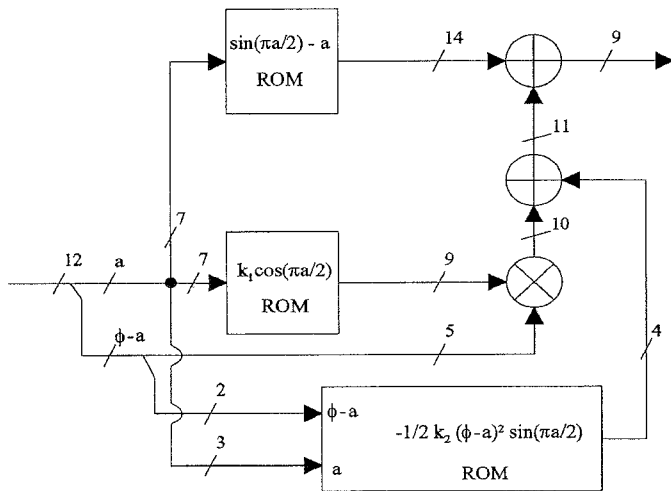 sin(πa/2) - a
ROM
14
9
11
7
12
a
7
k₁cos(πa/2)
ROM
9
10
ϕ-a
5
4
2
ϕ-a
-1/2 k₂ (ϕ-a)² sin(πa/2)
3
a
ROM